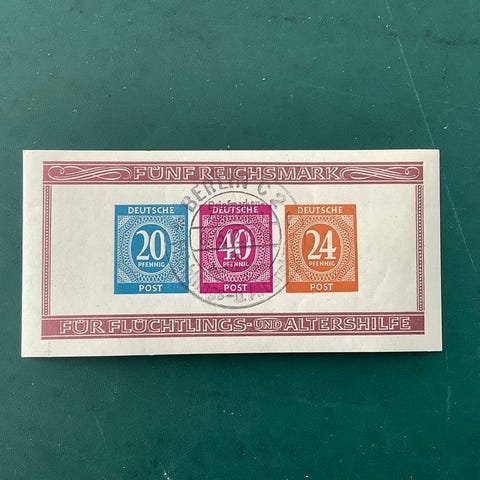 FÜNF REICHSMARK
BERLIN C 2
DEUTSCHE
20
PFENNIG
POST
DEUTSCHE
40
PFENNIG
POST
DEUTSCHE
24
PFENNIG
POST
FÜR FLÜCHTLINGS- UND ALTERSHILFE